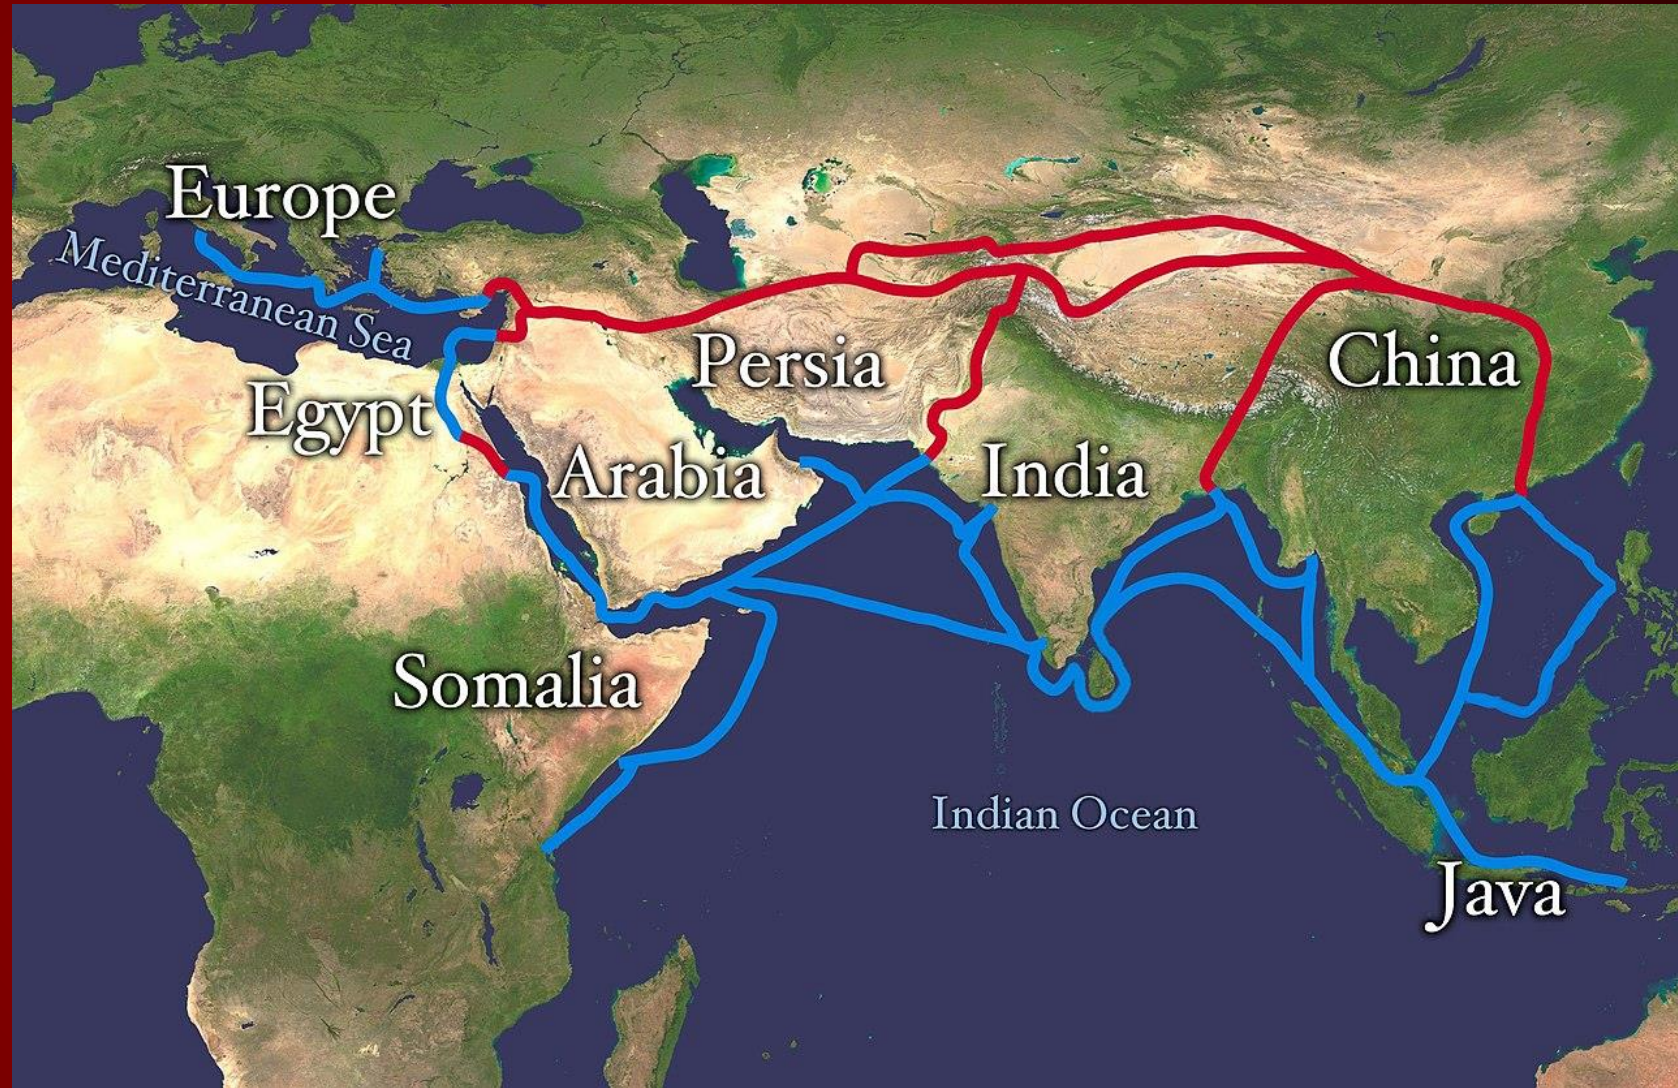 Europe
Mediterranean Sea
Egypt
Persia
China
Arabia
India
Somalia
Indian Ocean
Java